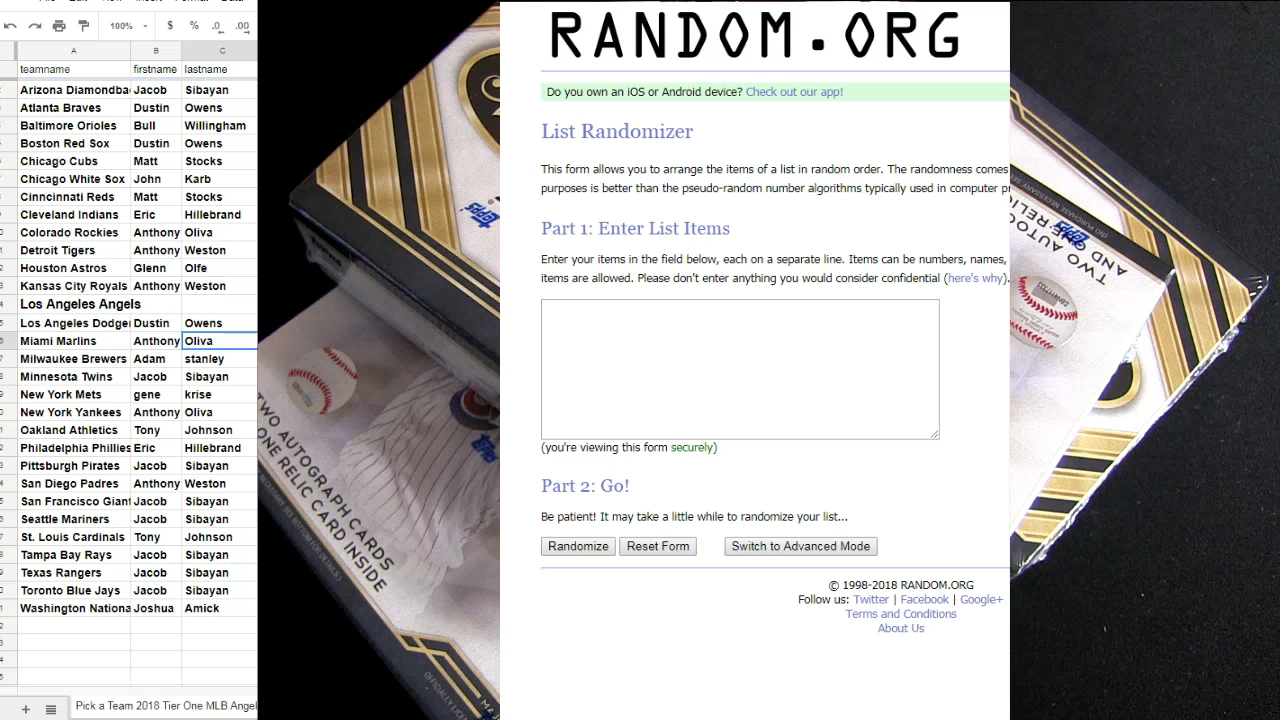 100%
$
%
.0
.00
A
B
C
teamname firstname lastname
Arizona Diamondba Jacob Sibayan
Atlanta Braves Dustin Owens
Baltimore Orioles Bull Willingham
Boston Red Sox Dustin Owens
Chicago Cubs Matt Stocks
Chicago White Sox John Karb
Cinncinnati Reds Matt Stocks
Cleveland Indians Eric Hillebrand
Colorado Rockies Anthony Oliva
Detroit Tigers Anthony Weston
Houston Astros Glenn Olfe
Kansas City Royals Anthony Weston
Los Angeles Angels
Los Angeles Dodge Dustin Owens
Miami Marlins Anthony Oliva
Milwaukee Brewers Adam stanley
Minnesota Twins Jacob Sibayan
New York Mets gene krise
New York Yankees Anthony Oliva
Oakland Athletics Tony Johnson
Philadelphia Phillies Eric Hillebrand
Pittsburgh Pirates Jacob Sibayan
San Diego Padres Anthony Weston
San Francisco Gian Jacob Sibayan
Seattle Mariners Jacob Sibayan
St. Louis Cardinals Tony Johnson
Tampa Bay Rays Jacob Sibayan
Texas Rangers Jacob Sibayan
Toronto Blue Jays Jacob Sibayan
Washington Nationa Joshua Amick
Pick a Team 2018 Tier One MLB Angel
RANDOM.ORG
Do you own an iOS or Android device? Check out our app!
List Randomizer
This form allows you to arrange the items of a list in random order. The randomness comes
purposes is better than the pseudo-random number algorithms typically used in computer pr
Part 1: Enter List Items
Enter your items in the field below, each on a separate line. Items can be numbers, names,
items are allowed. Please don't enter anything you would consider confidential (here's why).
(you're viewing this form securely)
Part 2: Go!
Be patient! It may take a little while to randomize your list...
Randomize Reset Form Switch to Advanced Mode
© 1998-2018 RANDOM.ORG
Follow us: Twitter | Facebook | Google+
Terms and Conditions
About Us
topps
TWO AUTOGRAPH CARDS
ONE RELIC CARD INSIDE
topps
TWO AUTO
AND ONE RELI